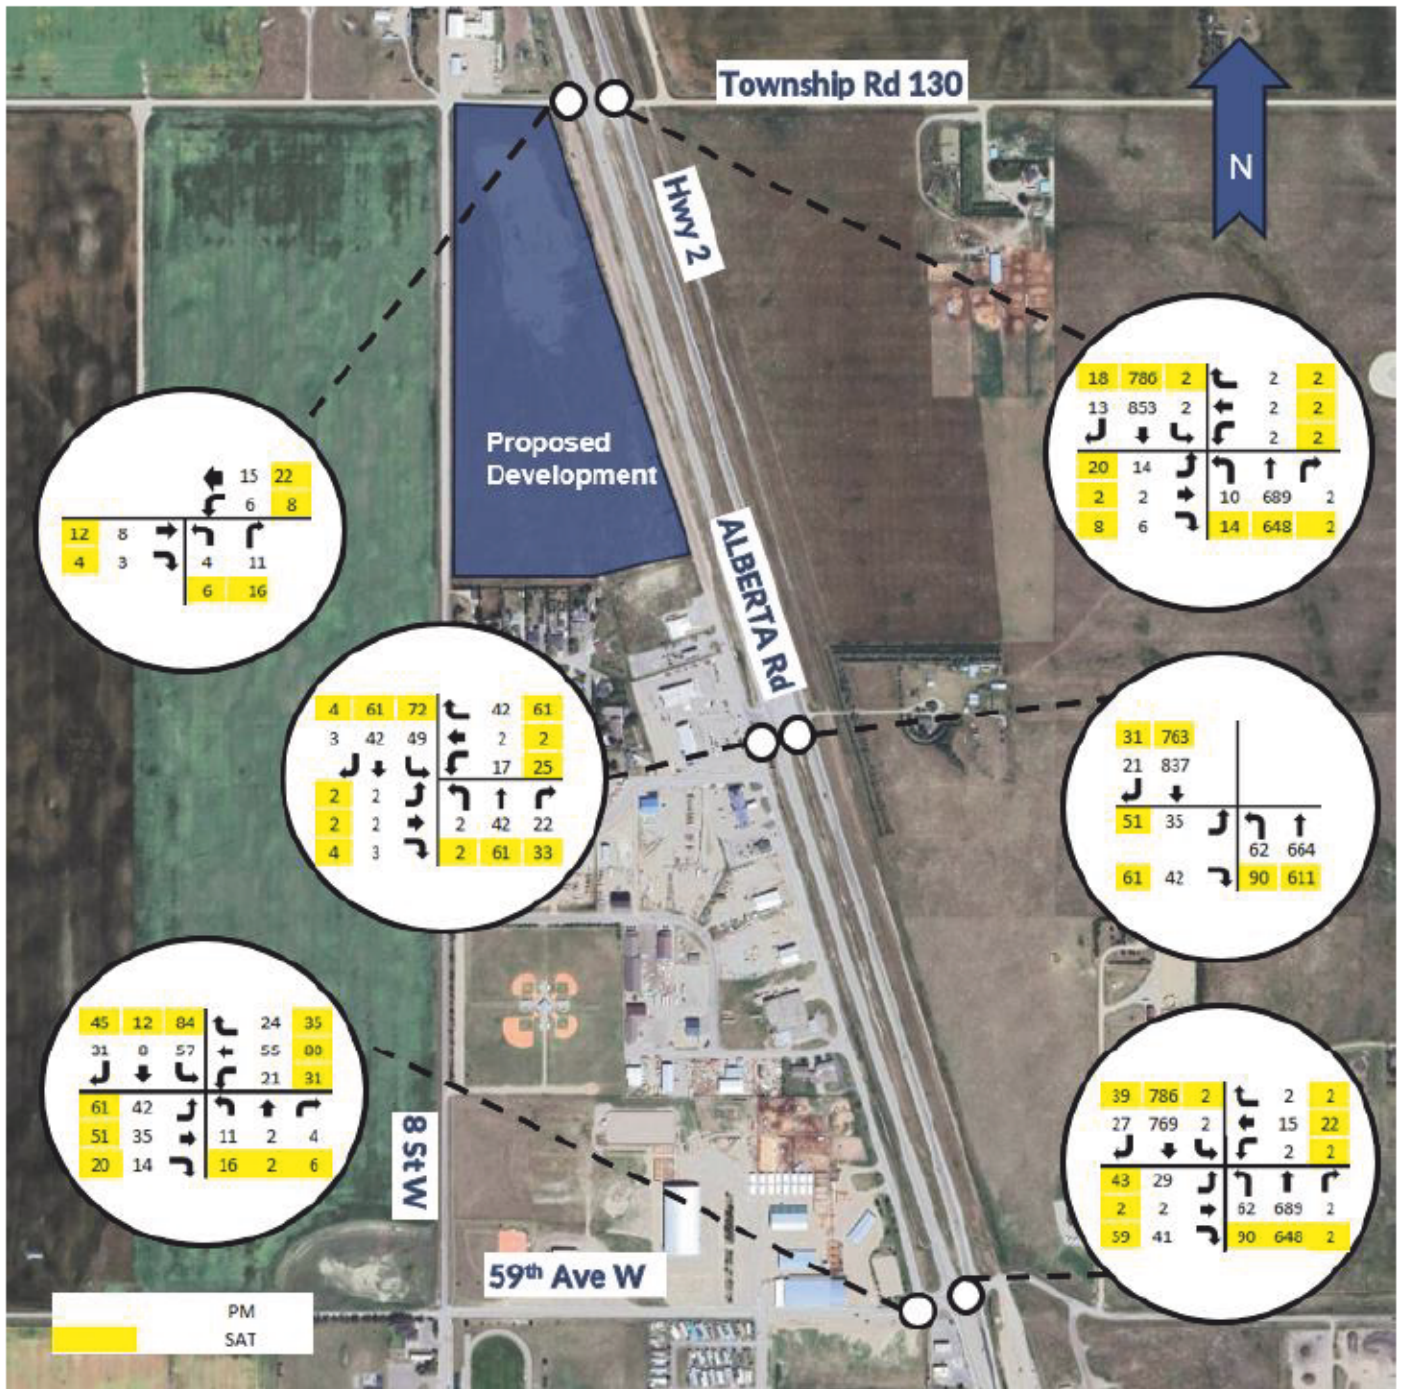 Township Rd 130
N
Hwy 2
18 786 2 2 2
13 853 2 2 2
2 2
20 14
2 2 10 689 2
8 6 14 648 2
Proposed
Development
15 22
6 8
12 8
4 3 4 11
6 16
ALBERTA Rd
4 61 72 42 61
3 42 49 2 2
17 25
2 2
2 2 2 42 22
4 3 2 61 33
31 763
21 837
51 35
62 664
61 42 90 611
45 12 84 24 35
31 8 57 55 80
21 31
61 42
51 35 11 2 4
20 14 16 2 6
8 St W
39 786 2 2 2
27 769 2 15 22
2 2
43 29
2 2 62 689 2
59 41 90 648 2
59th Ave W
PM
SAT